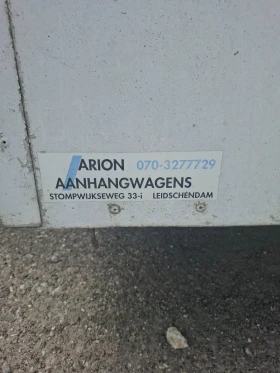 ARION 070-3277729
AANHANGWAGENS
STOMPWIJKSEWEG 33-i LEIDSCHENDAM